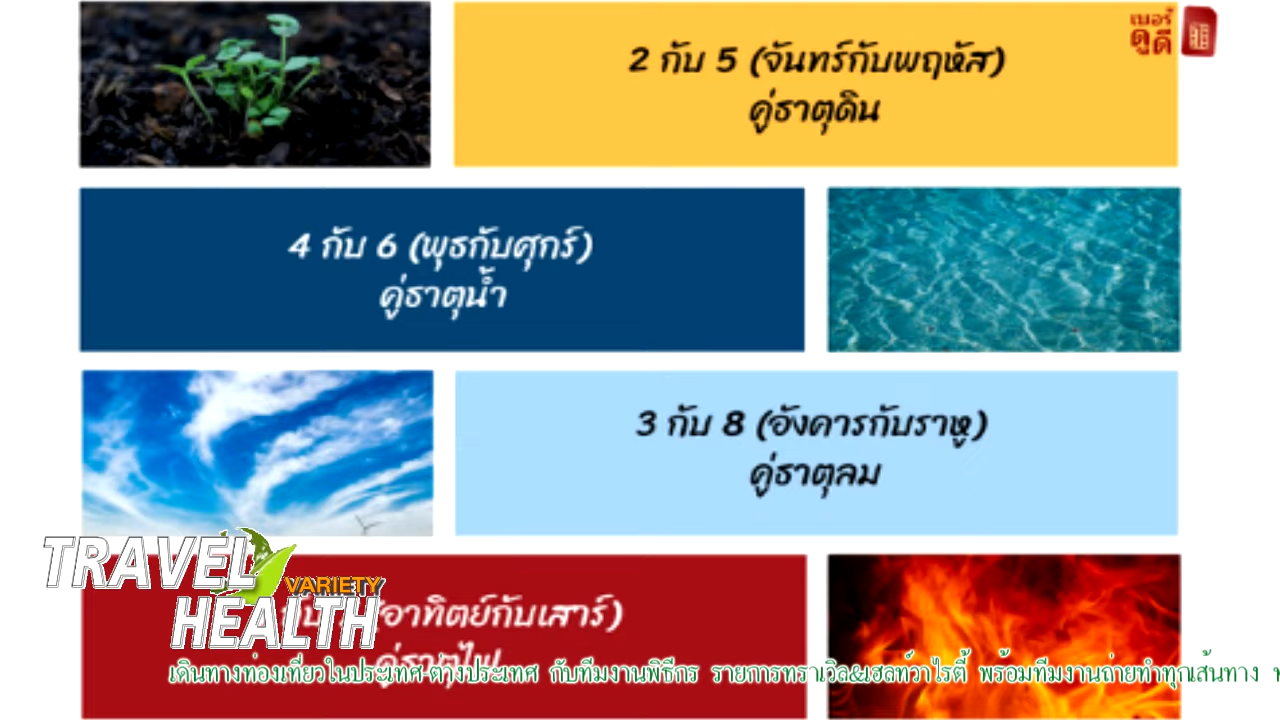 เบอร์
ดูดี
2 กับ 5 (จันทร์กับพฤหัส)
คู่ธาตุดิน
4 กับ 6 (พุธกับศุกร์)
คู่ธาตุน้ำ
3 กับ 8 (อังคารกับราหู)
คู่ธาตุลม
(อาทิตย์กับเสาร์)
คู่ธาตุไฟ
TRAVEL
VARIETY
HEALTH
เดินทางท่องเที่ยวในประเทศ-ต่างประเทศ กับทีมงานพิธีกร รายการทราเวิล&เฮลท์วาไรตี้ พร้อมทีมงานถ่ายทำทุกเส้นทาง